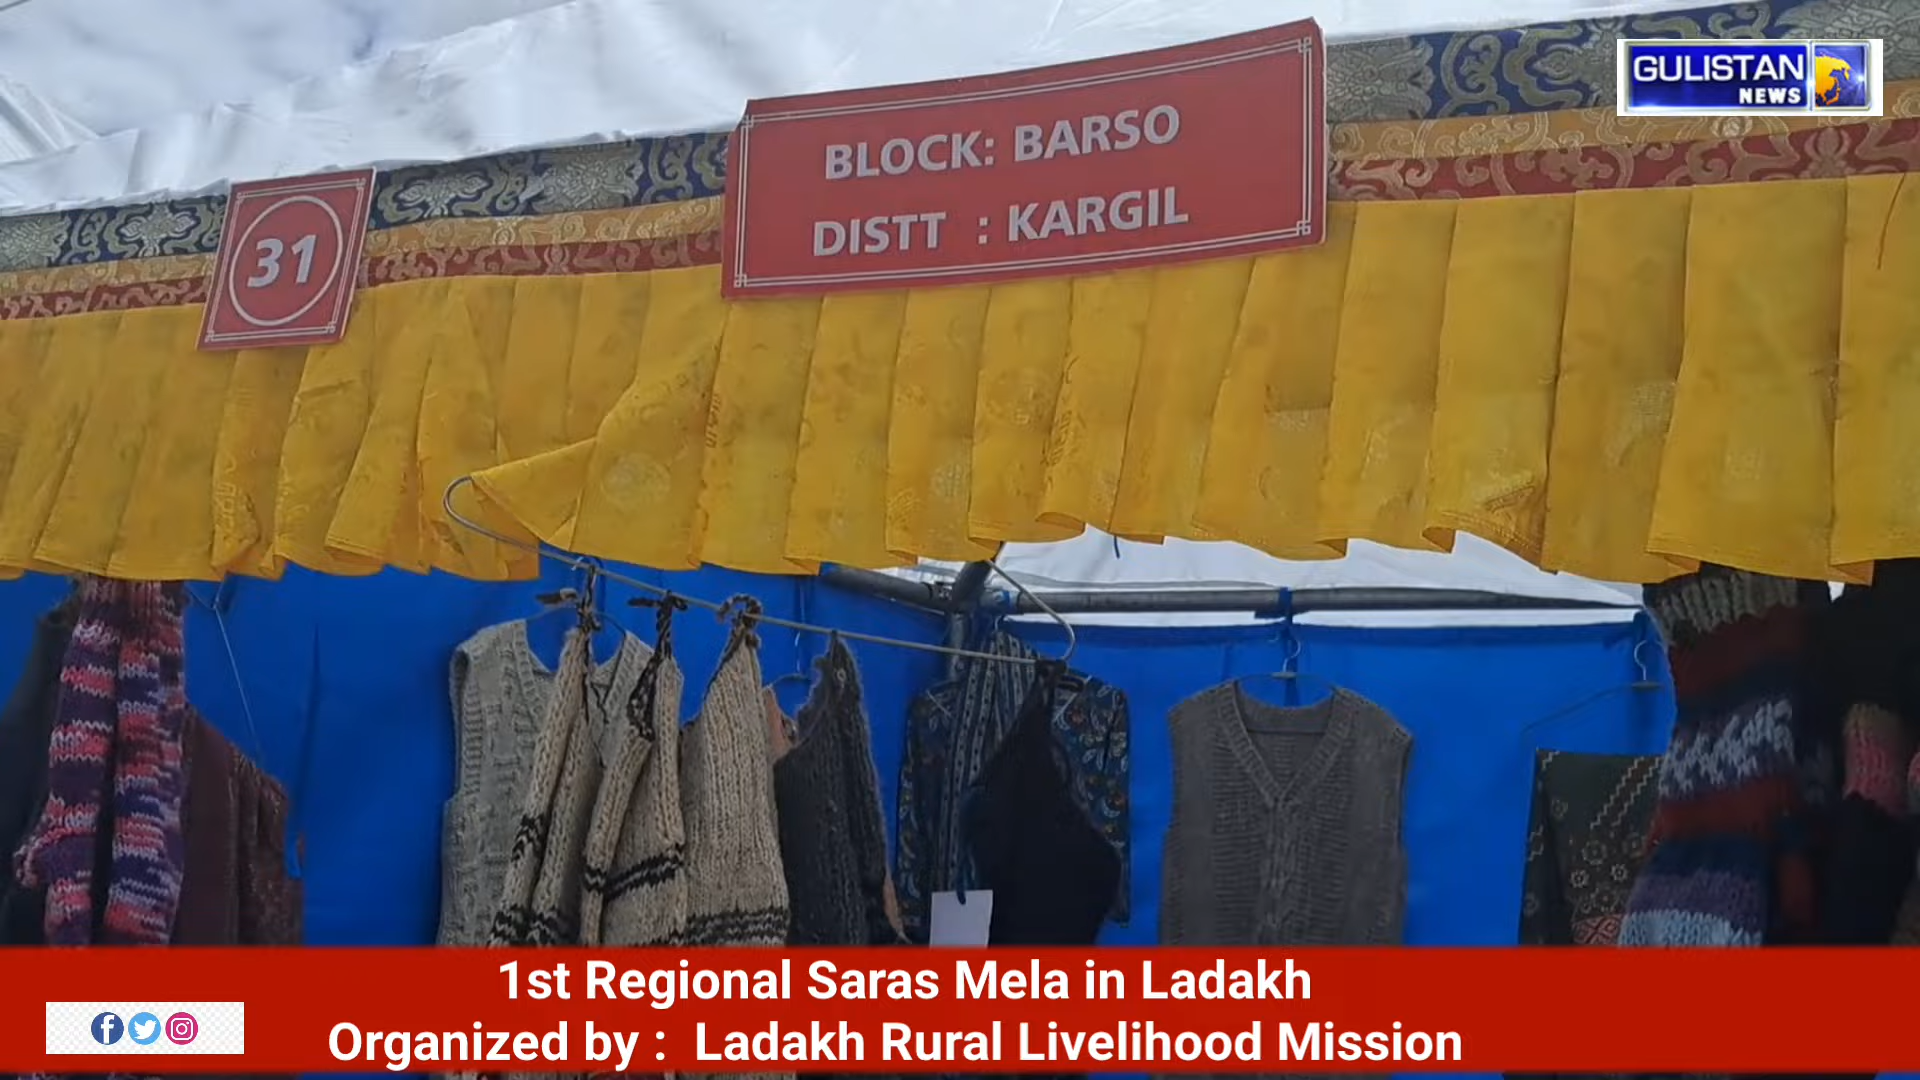 GULISTAN
NEWS
BLOCK: BARSO
DISTT : KARGIL
31
1st Regional Saras Mela in Ladakh
Organized by : Ladakh Rural Livelihood Mission